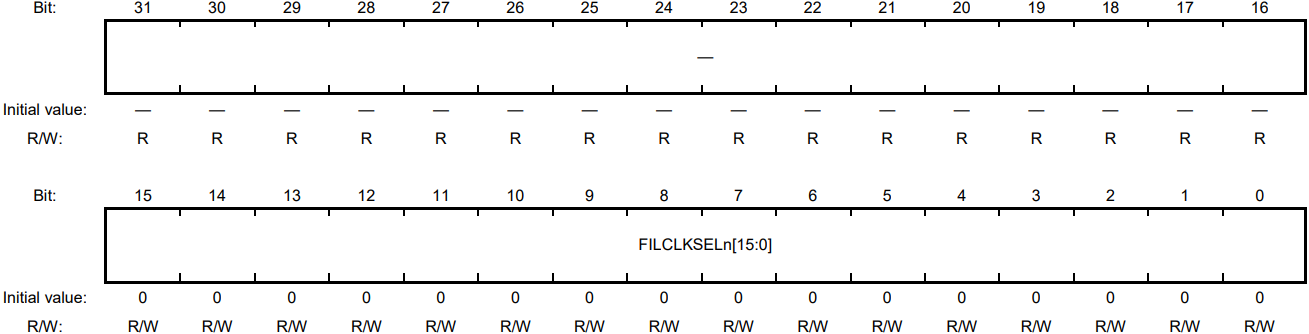 Bit: 31 30 29 28 27 26 25 24 23 22 21 20 19 18 17 16
—
Initial value: — — — — — — — — — — — — — — — —
R/W: R R R R R R R R R R R R R R R R
Bit: 15 14 13 12 11 10 9 8 7 6 5 4 3 2 1 0
FILCLKSELn[15:0]
Initial value: 0 0 0 0 0 0 0 0 0 0 0 0 0 0 0 0
R/W: R/W R/W R/W R/W R/W R/W R/W R/W R/W R/W R/W R/W R/W R/W R/W R/W